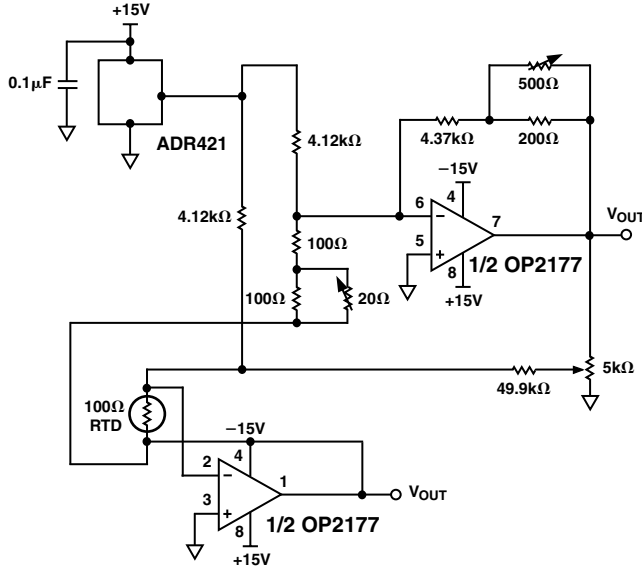 +15V
0.1µF
ADR421
4.12kΩ
4.12kΩ
100Ω
100Ω
20Ω
500Ω
4.37kΩ
200Ω
−15V
4
6
−
7
5
+
8
+15V
1/2 OP2177
VOUT
5kΩ
49.9kΩ
100Ω
RTD
−15V
4
2
−
1
3
+
8
+15V
1/2 OP2177
VOUT